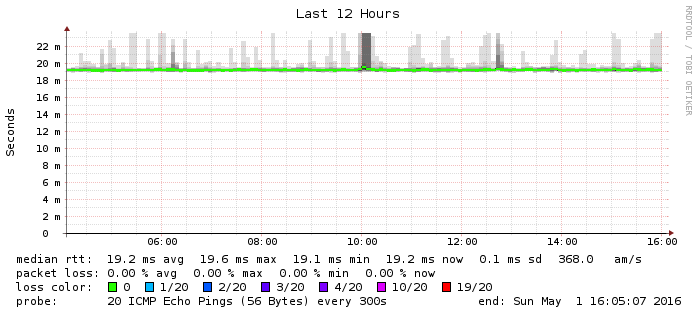 Last 12 Hours
RRDTOOL / TOBI OETIKER
Seconds
22 m
20 m
18 m
16 m
14 m
12 m
10 m
8 m
6 m
4 m
2 m
0
06:00 08:00 10:00 12:00 14:00 16:00
median rtt: 19.2 ms avg 19.6 ms max 19.1 ms min 19.2 ms now 0.1 ms sd 368.0 am/s
packet loss: 0.00 % avg 0.00 % max 0.00 % min 0.00 % now
loss color: 0 1/20 2/20 3/20 4/20 10/20 19/20
probe: 20 ICMP Echo Pings (56 Bytes) every 300s end: Sun May 1 16:05:07 2016